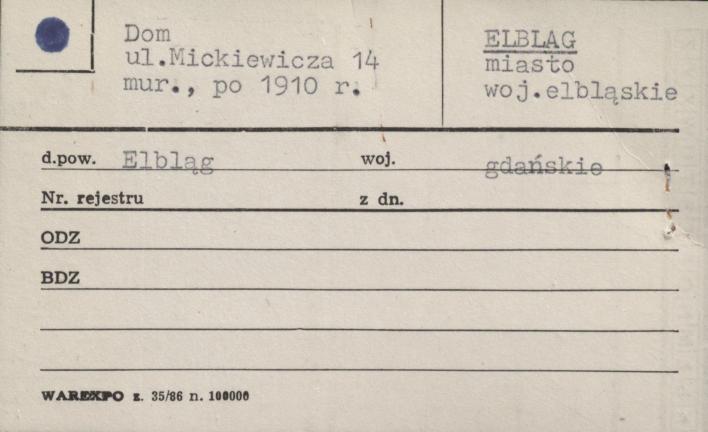 Dom
ul.Mickiewicza 14
mur., po 1910 r.
ELBLĄG
miasto
woj.elbląskie
d.pow. Elbląg woj. gdańskie
Nr. rejestru z dn.
ODZ
BDZ
WAREXPO z. 35/86 n. 100000